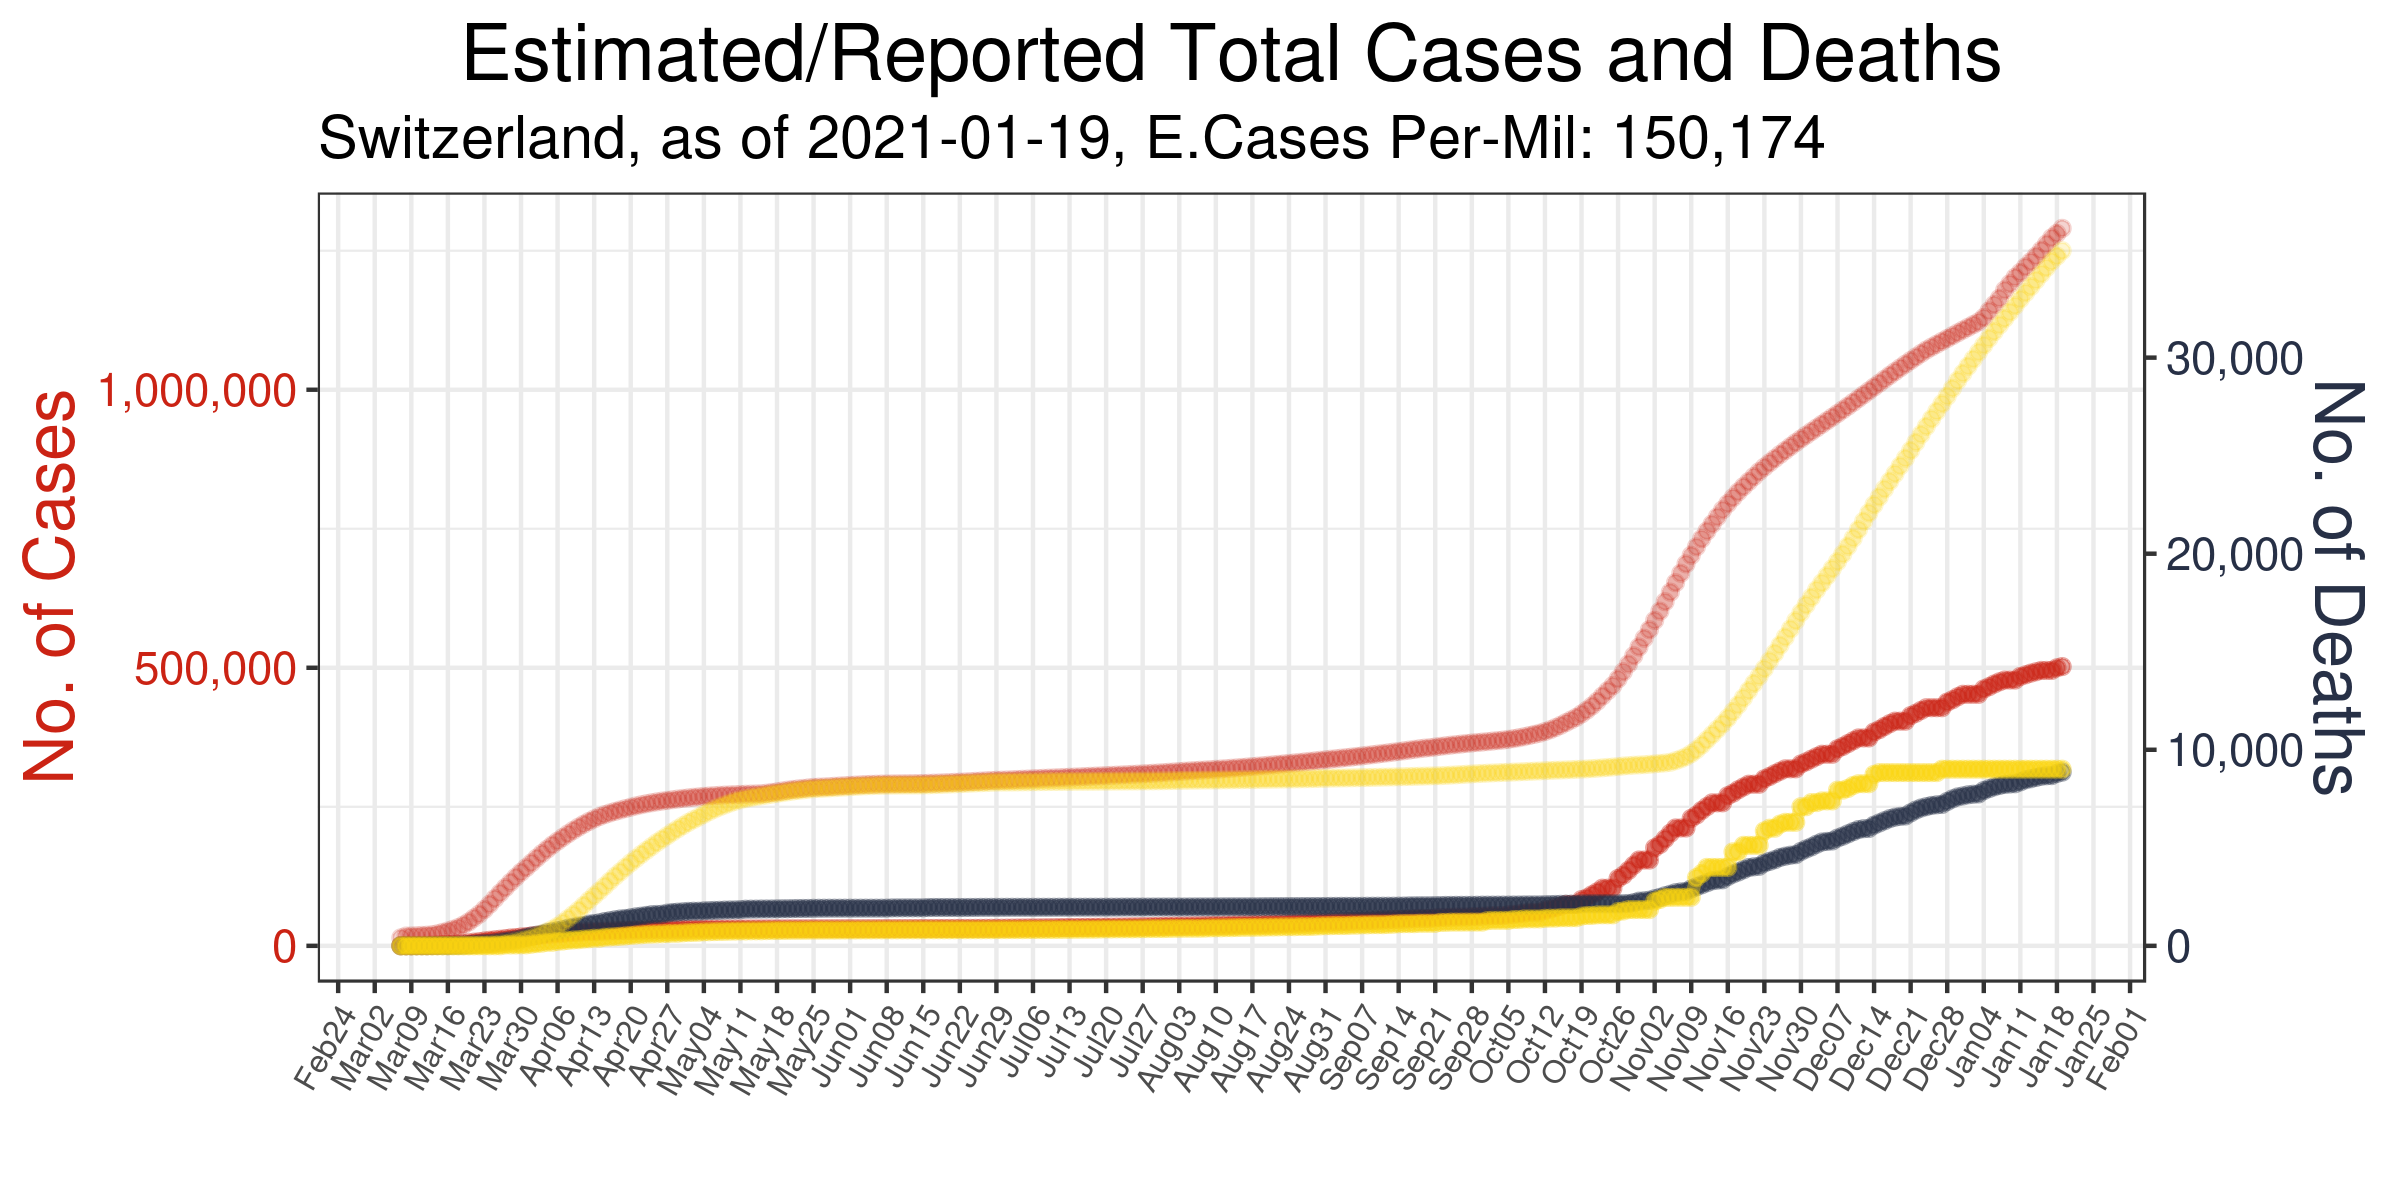 Estimated/Reported Total Cases and Deaths
Switzerland, as of 2021-01-19, E.Cases Per-Mil: 150,174
No. of Cases
1,000,000
500,000
0
30,000
20,000
10,000
0
No. of Deaths
Feb24
Mar02
Mar09
Mar16
Mar23
Mar30
Apr06
Apr13
Apr20
Apr27
May04
May11
May18
May25
Jun01
Jun08
Jun15
Jun22
Jun29
Jul06
Jul13
Jul20
Jul27
Aug03
Aug10
Aug17
Aug24
Aug31
Sep07
Sep14
Sep21
Sep28
Oct05
Oct12
Oct19
Oct26
Nov02
Nov09
Nov16
Nov23
Nov30
Dec07
Dec14
Dec21
Dec28
Jan04
Jan11
Jan18
Jan25
Feb01